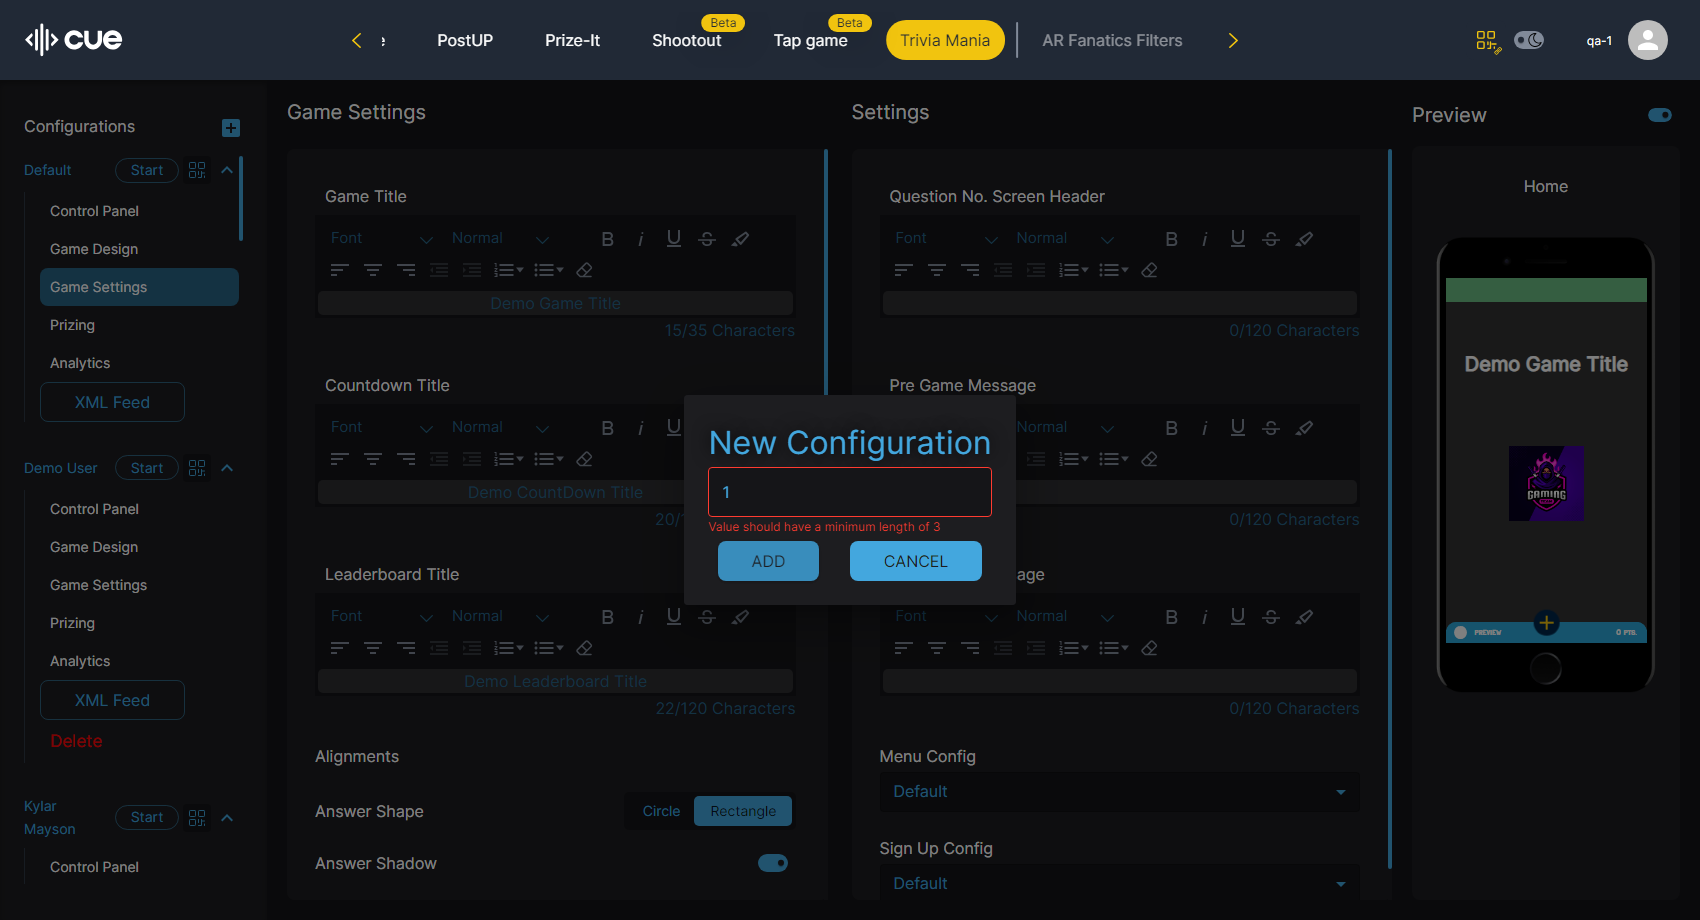 cue
PostUP
Prize-It
Beta
Shootout
Beta
Tap game
Trivia Mania
AR Fanatics Filters
qa-1
Configurations
Default
Start
Control Panel
Game Design
Game Settings
Prizing
Analytics
XML Feed
Demo User
Start
Control Panel
Game Design
Game Settings
Prizing
Analytics
XML Feed
Delete
Kylar
Mayson
Start
Control Panel
Game Settings
Game Title
Font Normal B i U S
Demo Game Title
15/35 Characters
Countdown Title
Font Normal B i U
Demo CountDown Title
20/
Leaderboard Title
Font Normal B i U S
Demo Leaderboard Title
22/120 Characters
Alignments
Answer Shape
Circle Rectangle
Answer Shadow
Settings
Question No. Screen Header
Font Normal B i U S
0/120 Characters
Pre Game Message
Normal B i U S
0/120 Characters
age
Font Normal B i U S
0/120 Characters
Menu Config
Default
Sign Up Config
Default
New Configuration
1
Value should have a minimum length of 3
ADD
CANCEL
Preview
Home
Demo Game Title
GAMING
PREVIEW
0 PTS.